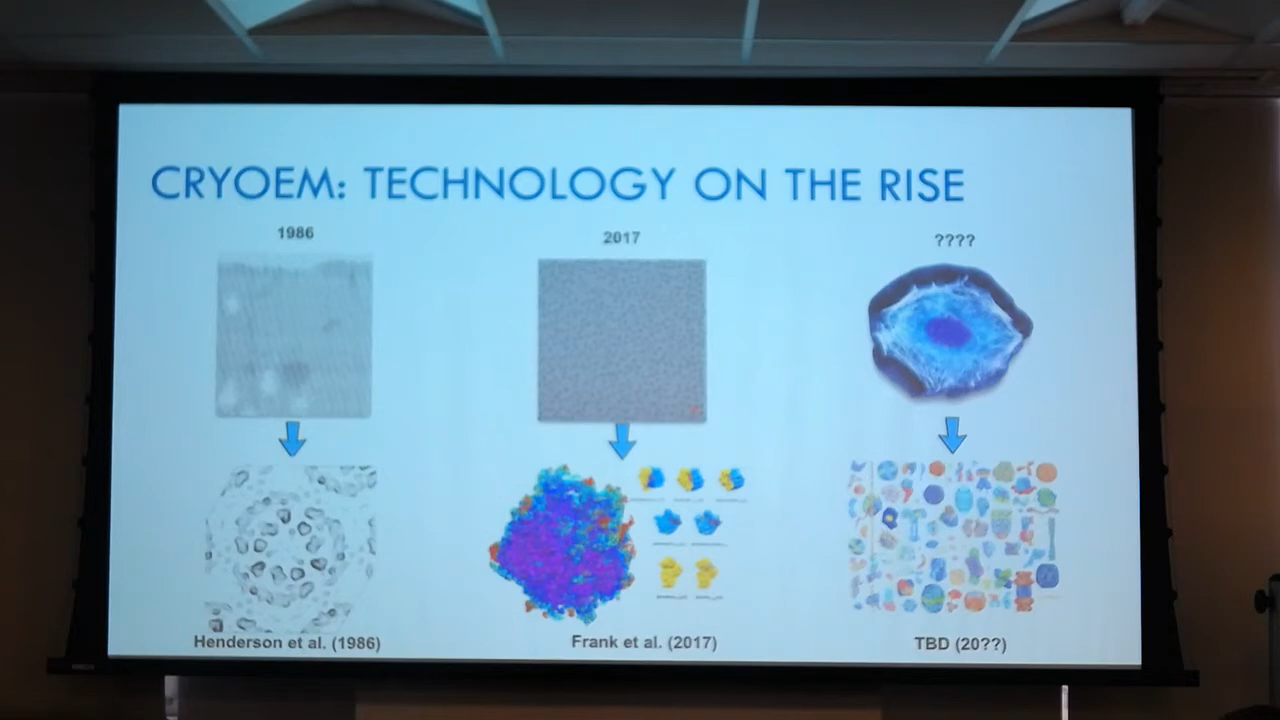 CRYOEM: TECHNOLOGY ON THE RISE
1986
2017
????
Henderson et al. (1986)
Frank et al. (2017)
TBD (20??)